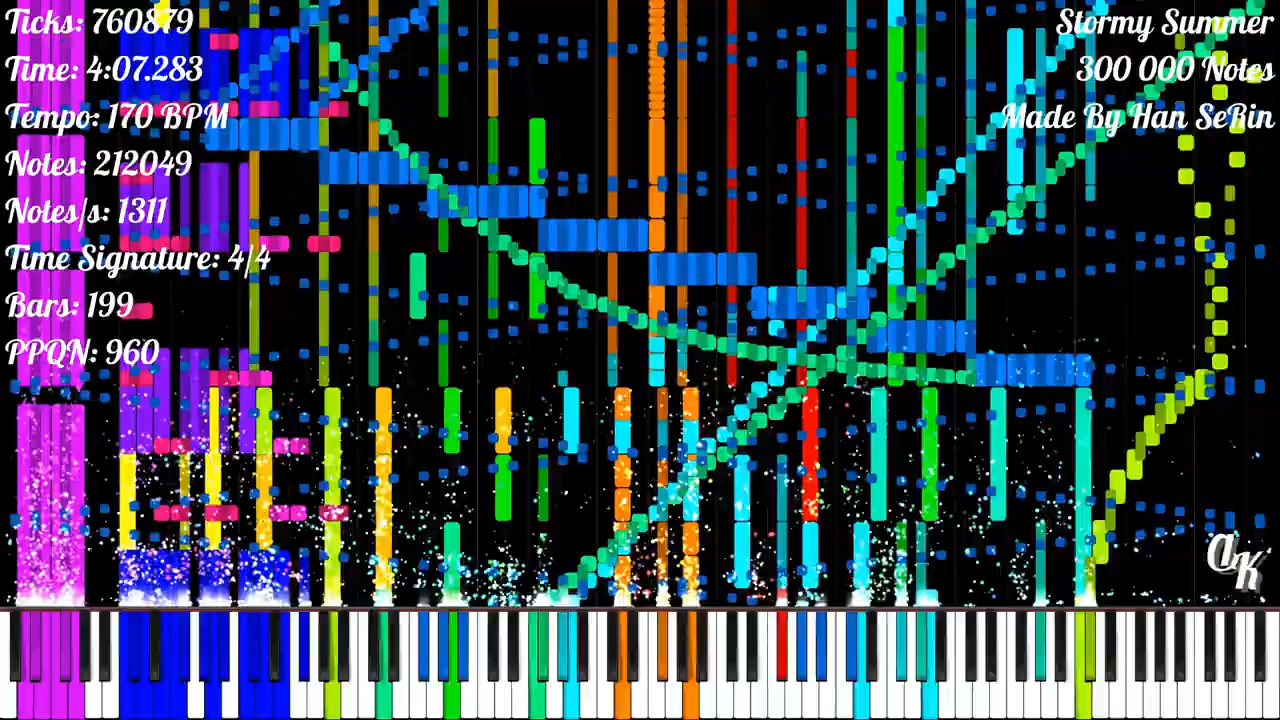 Ticks: 760879
Time: 4:07.283
Tempo: 170 BPM
Notes: 212049
Notes/s: 1311
Time Signature: 4/4
Bars: 199
PPQN: 960
Stormy Summer
300 000 Notes
Made By Han SeRin